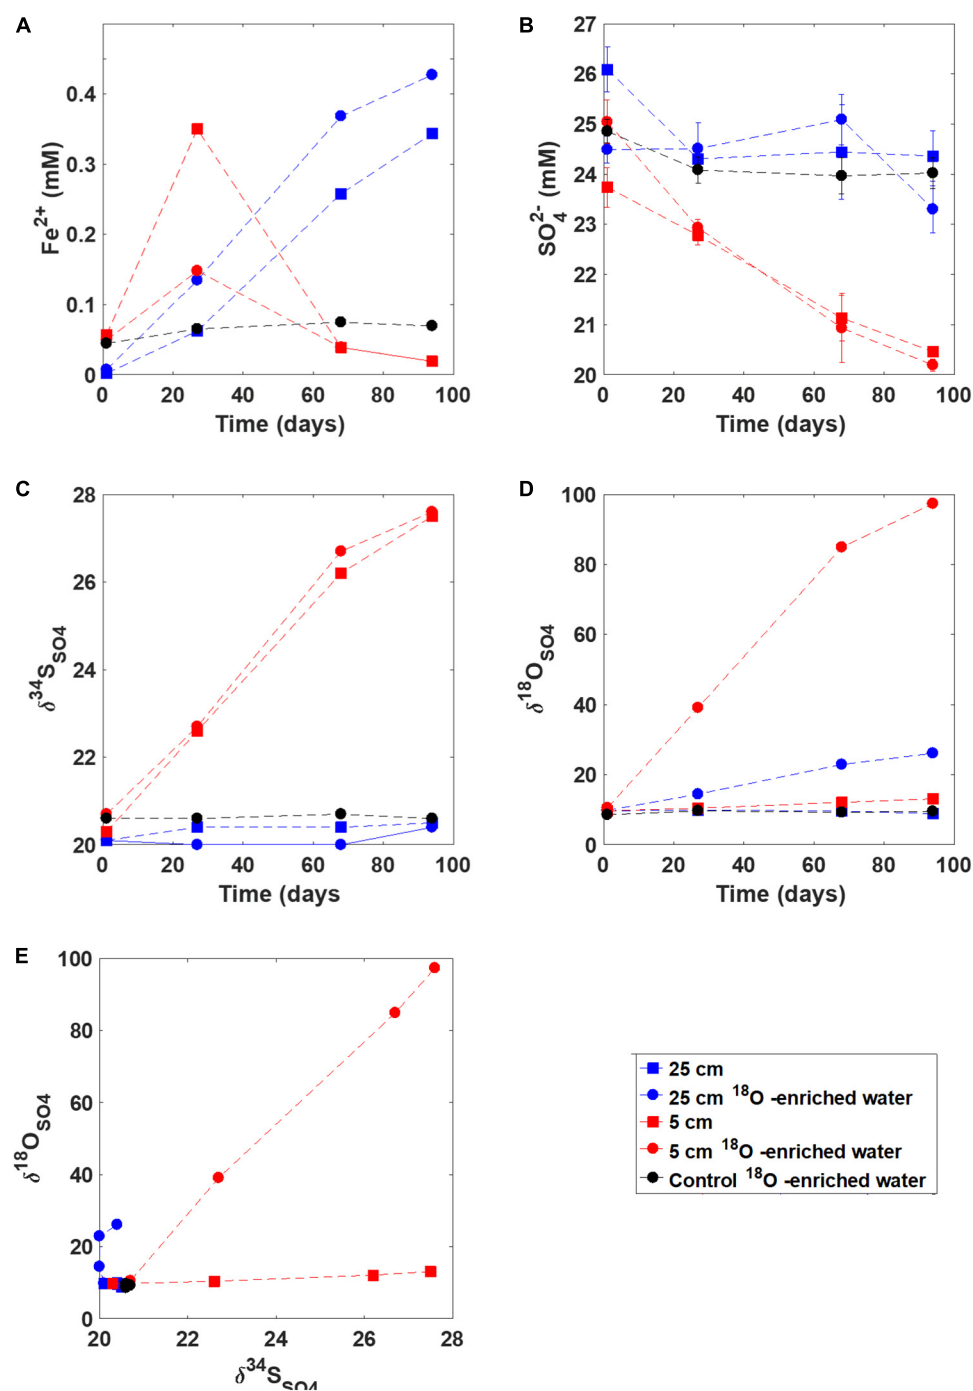 A
0.4
0.3
0.2
0.1
0
Fe2+ (mM)
0 20 40 60 80 100
Time (days)
B
27
26
25
24
23
22
21
20
SO42- (mM)
0 20 40 60 80 100
Time (days)
C
28
26
24
22
20
δ34SSO4
0 20 40 60 80 100
Time (days
D
100
80
60
40
20
0
δ18OSO4
0 20 40 60 80 100
Time (days)
E
100
80
60
40
20
0
δ18OSO4
20 22 24 26 28
δ34SSO4
25 cm
25 cm 18O -enriched water
5 cm
5 cm 18O -enriched water
Control 18O -enriched water